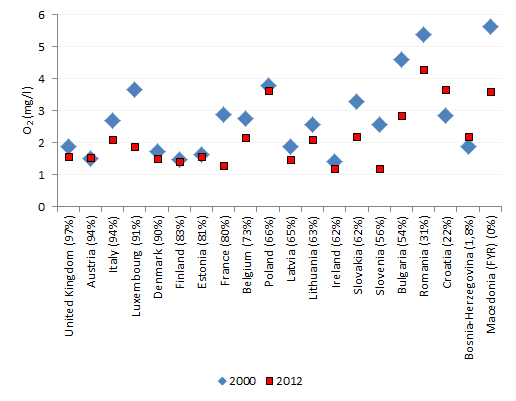 6
5
4
3
2
1
0
O₂ (mg/l)
United Kingdom (97%)
Austria (94%)
Italy (94%)
Luxembourg (91%)
Denmark (90%)
Finland (83%)
Estonia (81%)
France (80%)
Belgium (73%)
Poland (66%)
Latvia (65%)
Lithuania (63%)
Ireland (62%)
Slovakia (62%)
Slovenia (56%)
Bulgaria (54%)
Romania (31%)
Croatia (22%)
Bosnia-Herzegovina (1,8%)
Macedonia (FYR) (0%)
2000 2012